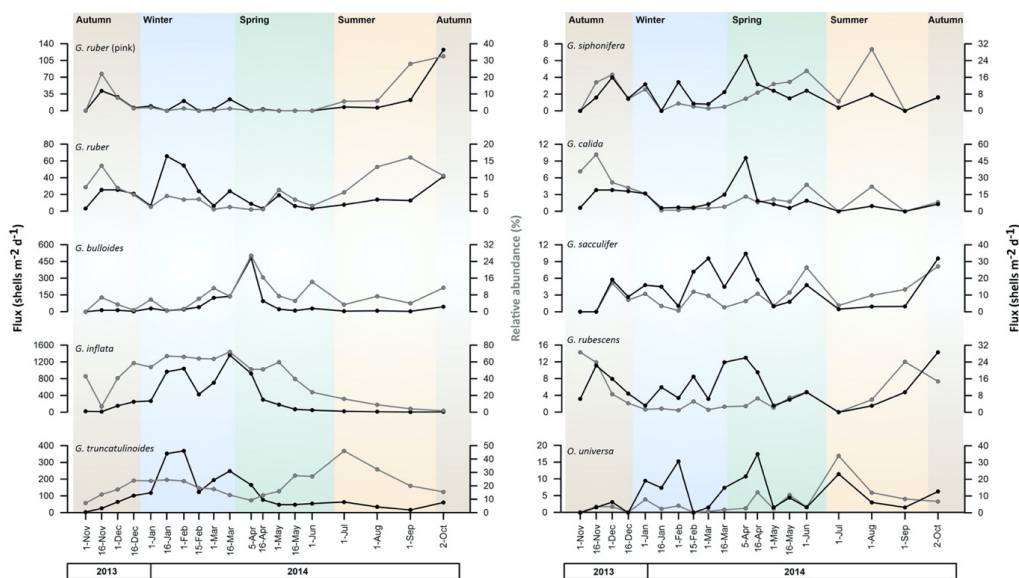 Autumn Winter Spring Summer Autumn
G. ruber (pink)
140 105 70 35 0
40 30 20 10 0
G. ruber
80 60 40 20 0
20 15 10 5 0
G. bulloides
600 450 300 150 0
32 24 16 8 0
G. inflata
1600 1200 800 400 0
80 60 40 20 0
G. truncatulinoides
400 300 200 100 0
50 40 30 20 10 0
Flux (shells m-2 d-1)
Relative abundance (%)
1-Nov 16-Nov 1-Dec 16-Dec 1-Jan 16-Jan 1-Feb 15-Feb 1-Mar 16-Mar 5-Apr 16-Apr 1-May 16-May 1-Jun 1-Jul 1-Aug 1-Sep 2-Oct
2013 2014
Autumn Winter Spring Summer Autumn
G. siphonifera
8 6 4 2 0
32 24 16 8 0
G. calida
12 9 6 3 0
60 45 30 15 0
G. sacculifer
12 9 6 3 0
40 30 20 10 0
G. rubescens
16 12 8 4 0
32 24 16 8 0
O. universa
20 15 10 5 0
40 30 20 10 0
Flux (shells m-2 d-1)
1-Nov 16-Nov 1-Dec 16-Dec 1-Jan 16-Jan 1-Feb 16-Feb 1-Mar 16-Mar 5-Apr 16-Apr 1-May 16-May 1-Jun 1-Jul 1-Aug 1-Sep 2-Oct
2013 2014